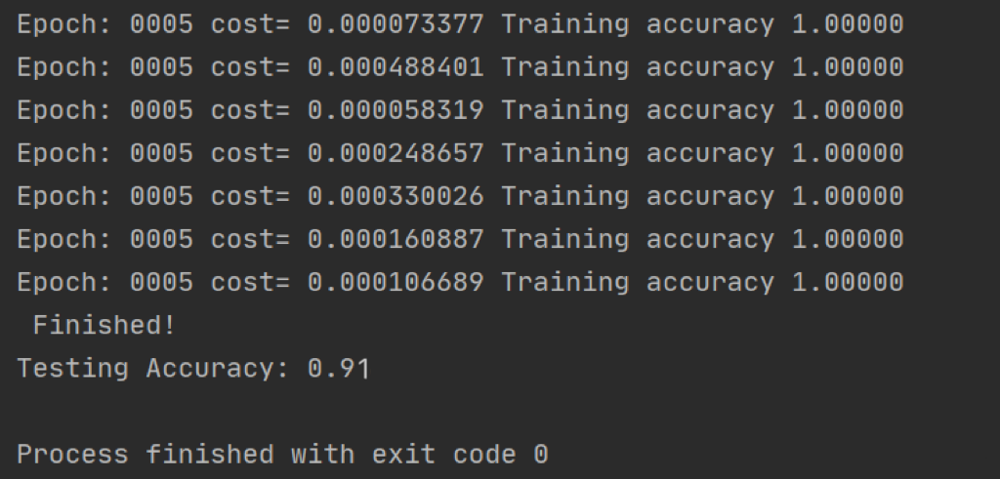 Epoch: 0005 cost= 0.000073377 Training accuracy 1.00000
Epoch: 0005 cost= 0.000488401 Training accuracy 1.00000
Epoch: 0005 cost= 0.000058319 Training accuracy 1.00000
Epoch: 0005 cost= 0.000248657 Training accuracy 1.00000
Epoch: 0005 cost= 0.000330026 Training accuracy 1.00000
Epoch: 0005 cost= 0.000160887 Training accuracy 1.00000
Epoch: 0005 cost= 0.000106689 Training accuracy 1.00000
Finished!
Testing Accuracy: 0.91
Process finished with exit code 0